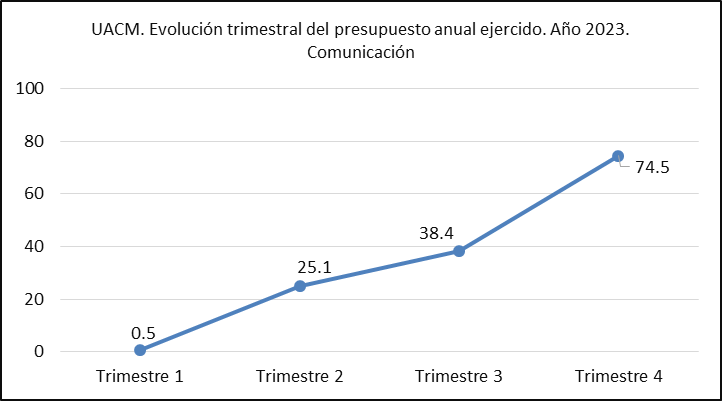 UACM. Evolución trimestral del presupuesto anual ejercido. Año 2023.
Comunicación
100
80
60
40
20
0
0.5
25.1
38.4
74.5
Trimestre 1
Trimestre 2
Trimestre 3
Trimestre 4